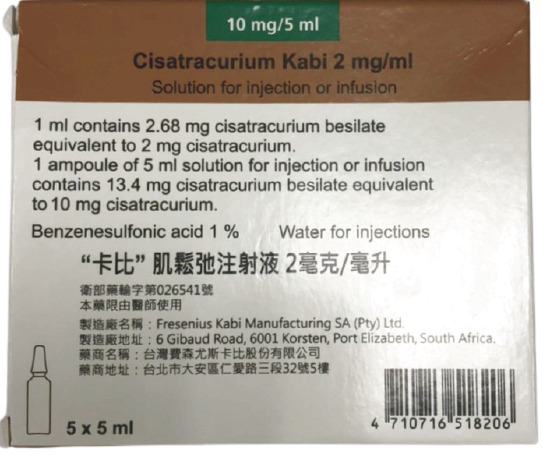 10 mg/5 ml
Cisatracurium Kabi 2 mg/ml
Solution for injection or infusion
1 ml contains 2.68 mg cisatracurium besilate
equivalent to 2 mg cisatracurium.
1 ampoule of 5 ml solution for injection or infusion
contains 13.4 mg cisatracurium besilate equivalent
to 10 mg cisatracurium.
Benzenesulfonic acid 1 % Water for injections
“卡比” 肌鬆弛注射液 2毫克/毫升
衛部藥輸字第026541號
本藥限由醫師使用
製造廠名稱：Fresenius Kabi Manufacturing SA (Pty) Ltd.
製造廠地址：6 Gibaud Road, 6001 Korsten, Port Elizabeth, South Africa.
藥商名稱：台灣費森尤斯卡比股份有限公司
藥商地址：台北市大安區仁愛路三段32號5樓
5 x 5 ml
4 710716 518206